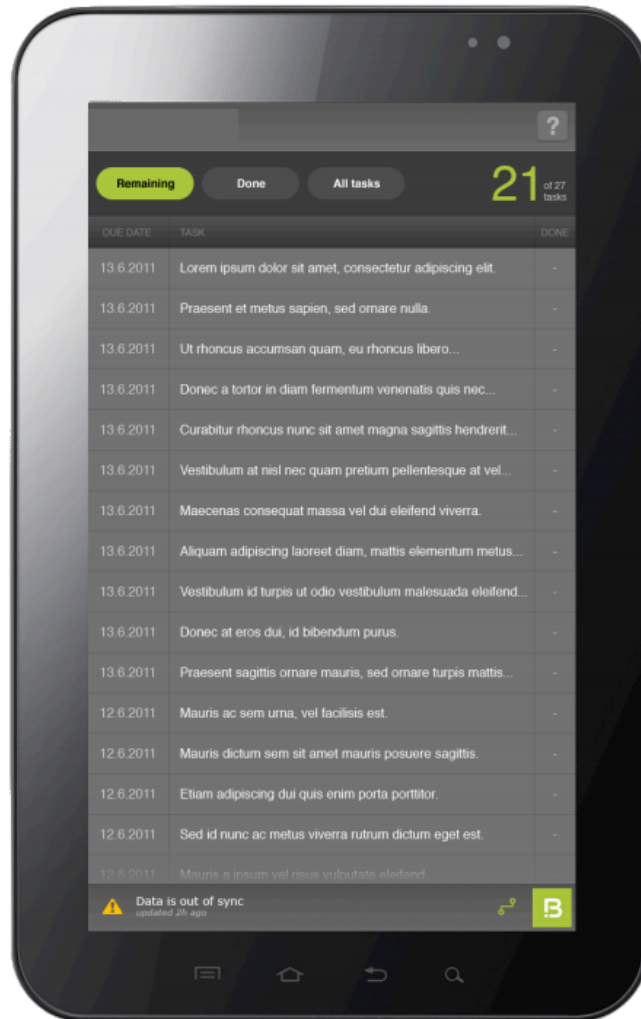 ?
Remaining Done All tasks 21 of 27 tasks
DUE DATE TASK DONE
13.6.2011 Lorem ipsum dolor sit amet, consectetur adipiscing elit. -
13.6.2011 Praesent et metus sapien, sed ornare nulla. -
13.6.2011 Ut rhoncus accumsan quam, eu rhoncus libero... -
13.6.2011 Donec a tortor in diam fermentum venenatis quis nec... -
13.6.2011 Curabitur rhoncus nunc sit amet magna sagittis hendrerit... -
13.6.2011 Vestibulum at nisl nec quam pretium pellentesque at vel... -
13.6.2011 Maecenas consequat massa vel dui eleifend viverra. -
13.6.2011 Aliquam adipiscing laoreet diam, mattis elementum metus... -
13.6.2011 Vestibulum id turpis ut odio vestibulum malesuada eleifend... -
13.6.2011 Donec at eros dui, id bibendum purus. -
13.6.2011 Praesent sagittis ornare mauris, sed ornare turpis mattis... -
12.6.2011 Mauris ac sem urna, vel facilisis est. -
12.6.2011 Mauris dictum sem sit amet mauris posuere sagittis. -
12.6.2011 Etiam adipiscing dui quis enim porta porttitor. -
12.6.2011 Sed id nunc ac metus viverra rutrum dictum eget est. -
12.6.2011 Mauris a ipsum vel risus vulputate eleifend
Data is out of sync
updated 2h ago
B